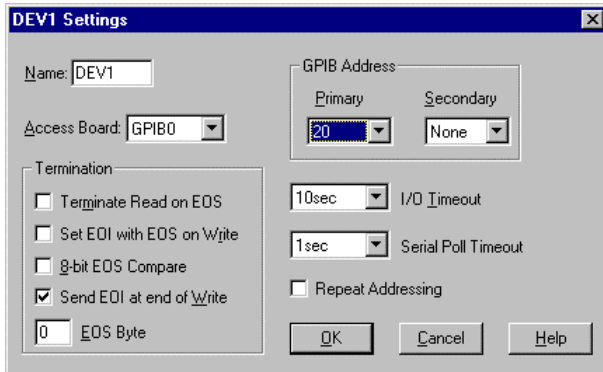 DEV1 Settings
Name: DEV1
Access Board: GPIB0
Termination
Terminate Read on EOS
Set EOI with EOS on Write
8-bit EOS Compare
Send EOI at end of Write
0 EOS Byte
GPIB Address
Primary Secondary
20 None
10sec I/O Timeout
1sec Serial Poll Timeout
Repeat Addressing
OK Cancel Help